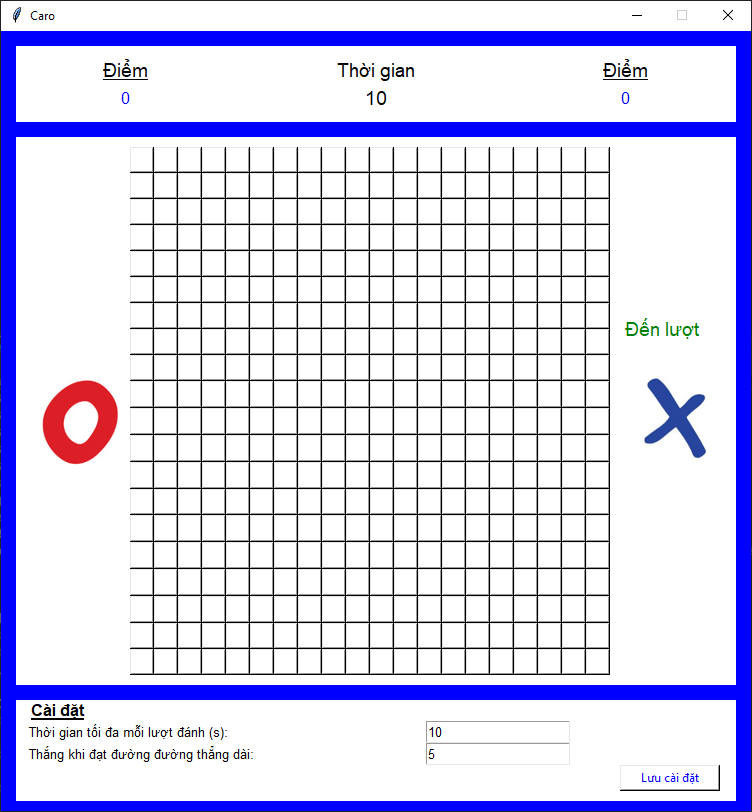 Caro
Điểm Thời gian Điểm
0 10 0
Đến lượt
O X
Cài đặt
Thời gian tối đa mỗi lượt đánh (s): 10
Thắng khi đạt đường đường thẳng dài: 5
Lưu cài đặt